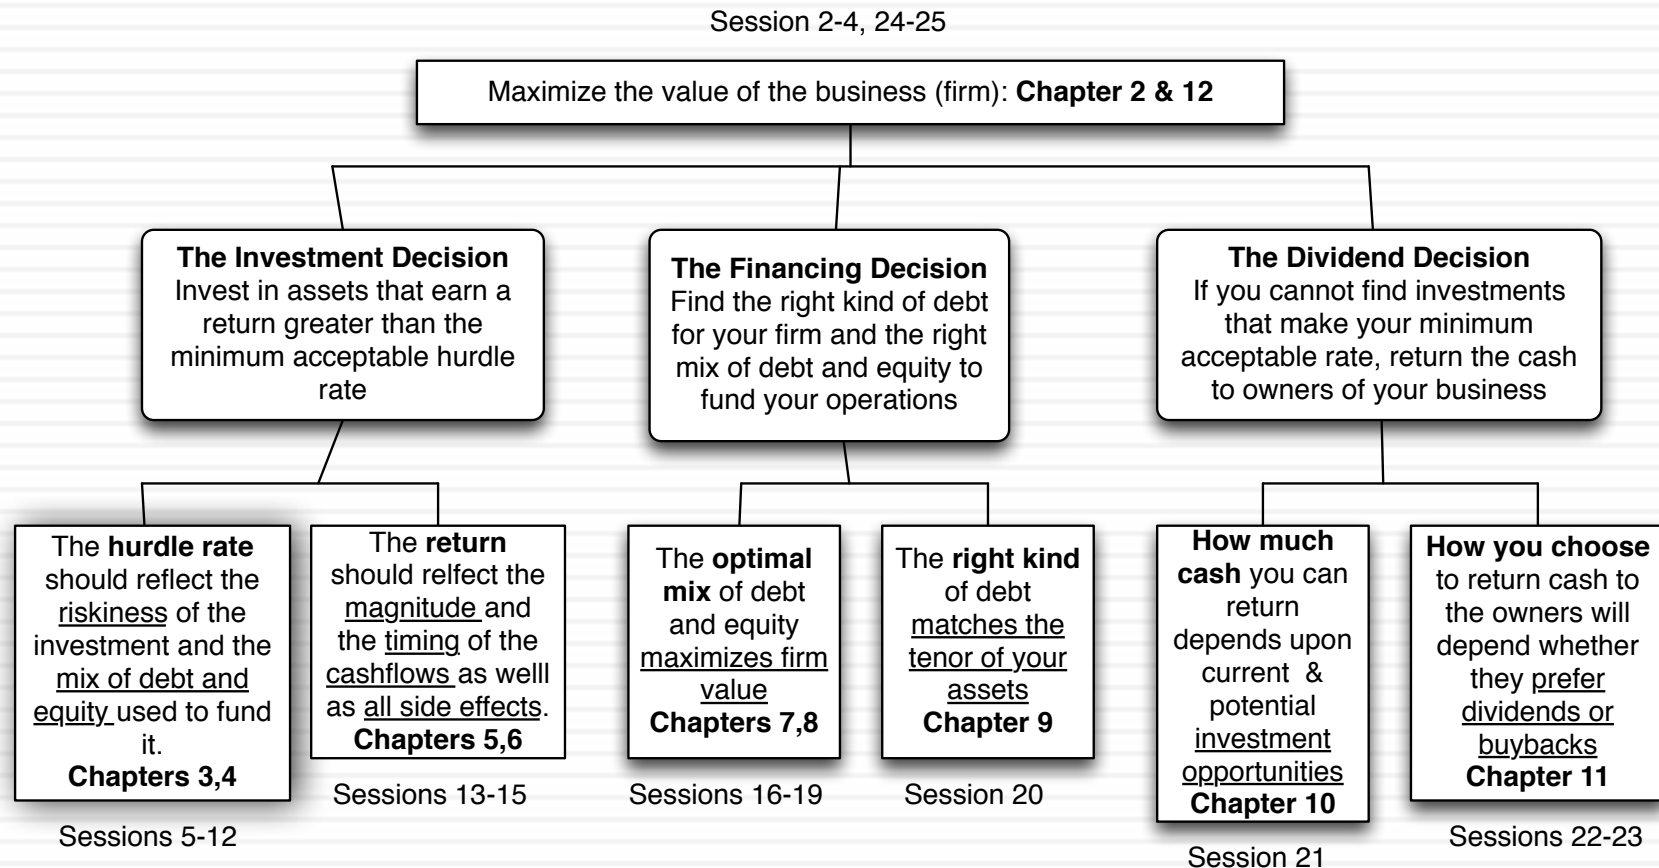 Session 2-4, 24-25
Maximize the value of the business (firm): Chapter 2 & 12
The Investment Decision
Invest in assets that earn a
return greater than the
minimum acceptable hurdle
rate
The Financing Decision
Find the right kind of debt
for your firm and the right
mix of debt and equity to
fund your operations
The Dividend Decision
If you cannot find investments
that make your minimum
acceptable rate, return the cash
to owners of your business
The hurdle rate
should reflect the
riskiness of the
investment and the
mix of debt and
equity used to fund
it.
Chapters 3,4
Sessions 5-12
The return
should relfect the
magnitude and
the timing of the
cashflows as welll
as all side effects.
Chapters 5,6
Sessions 13-15
The optimal
mix of debt
and equity
maximizes firm
value
Chapters 7,8
Sessions 16-19
The right kind
of debt
matches the
tenor of your
assets
Chapter 9
Session 20
How much
cash you can
return
depends upon
current &
potential
investment
opportunities
Chapter 10
Session 21
How you choose
to return cash to
the owners will
depend whether
they prefer
dividends or
buybacks
Chapter 11
Sessions 22-23